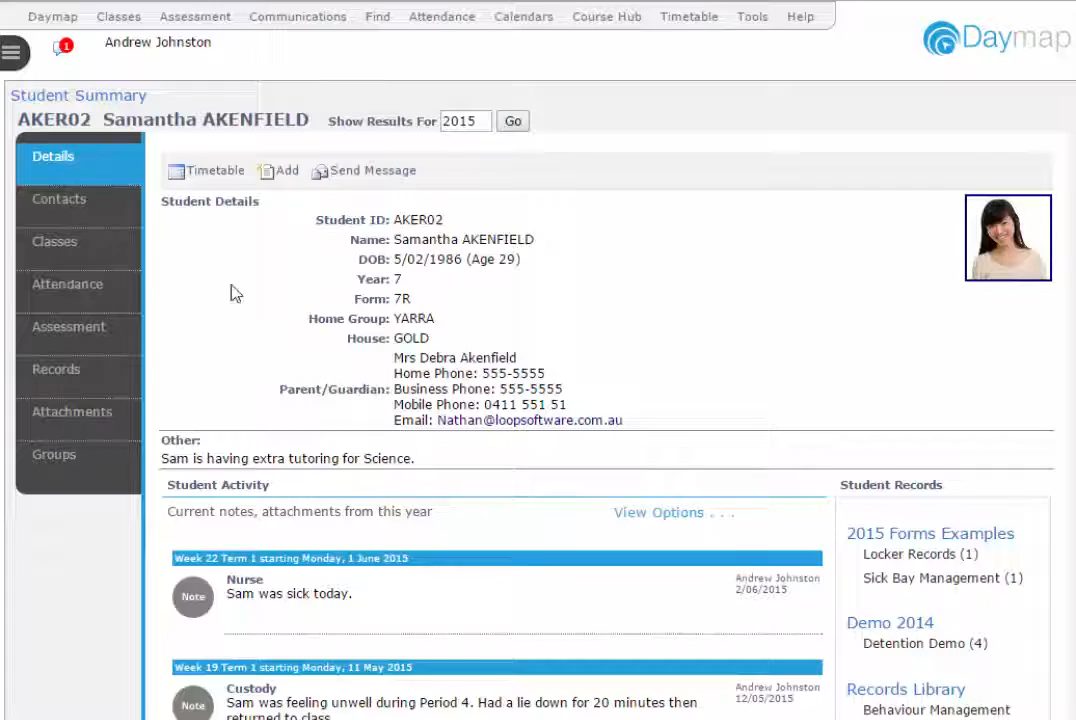 Daymap Classes Assessment Communications Find Attendance Calendars Course Hub Timetable Tools Help
1
Andrew Johnston
Daymap
Student Summary
AKER02 Samantha AKENFIELD Show Results For 2015 Go
Details
Contacts
Classes
Attendance
Assessment
Records
Attachments
Groups
Timetable Add Send Message
Student Details
Student ID: AKER02
Name: Samantha AKENFIELD
DOB: 5/02/1986 (Age 29)
Year: 7
Form: 7R
Home Group: YARRA
House: GOLD
Mrs Debra Akenfield
Home Phone: 555-5555
Parent/Guardian: Business Phone: 555-5555
Mobile Phone: 0411 551 51
Email: Nathan@loopsoftware.com.au
Other:
Sam is having extra tutoring for Science.
Student Activity
Current notes, attachments from this year View Options . . .
Week 22 Term 1 starting Monday, 1 June 2015
Note
Nurse
Sam was sick today.
Andrew Johnston
2/06/2015
Week 19 Term 1 starting Monday, 11 May 2015
Note
Custody
Sam was feeling unwell during Period 4. Had a lie down for 20 minutes then
returned to class
Andrew Johnston
12/05/2015
Student Records
2015 Forms Examples
Locker Records (1)
Sick Bay Management (1)
Demo 2014
Detention Demo (4)
Records Library
Behaviour Management